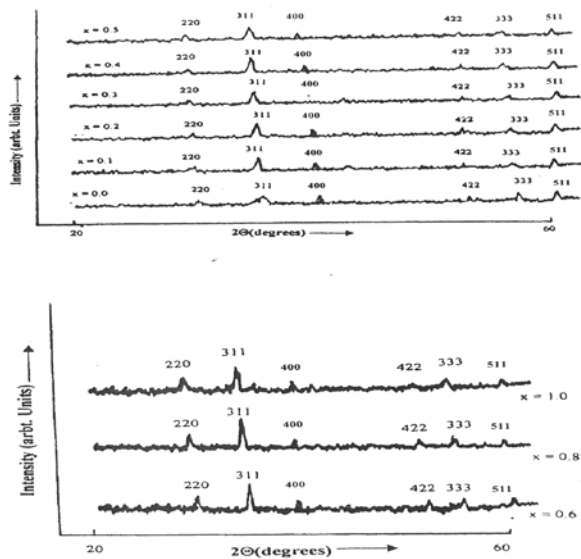 220 311 400 422 333 511
x = 0.5
220 311 400 422 333 511
x = 0.4
220 311 400 422 333 511
x = 0.3
220 311 400 422 333 511
x = 0.2
220 311 400 422 333 511
x = 0.1
220 311 400 422 333 511
x = 0.0
Intensity (arbt. Units)
20 2Θ(degrees) 60
220 311 400 422 333 511
x = 1.0
220 311 400 422 333 511
x = 0.8
220 311 400 422 333 511
x = 0.6
Intensity (arbt. Units)
20 2Θ(degrees) 60